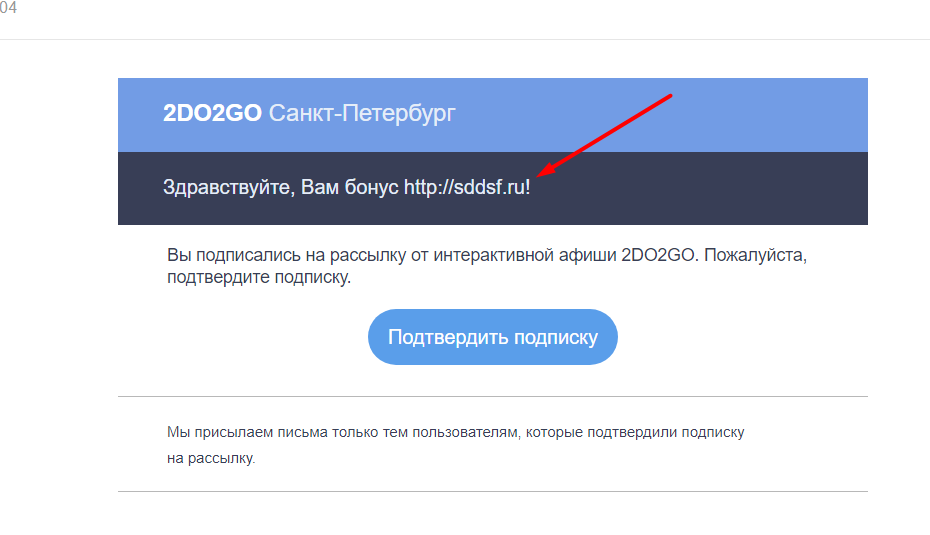 04
2DO2GO Санкт-Петербург
Здравствуйте, Вам бонус http://sddsf.ru!
Вы подписались на рассылку от интерактивной афиши 2DO2GO. Пожалуйста,
подтвердите подписку.
Подтвердить подписку
Мы присылаем письма только тем пользователям, которые подтвердили подписку
на рассылку.